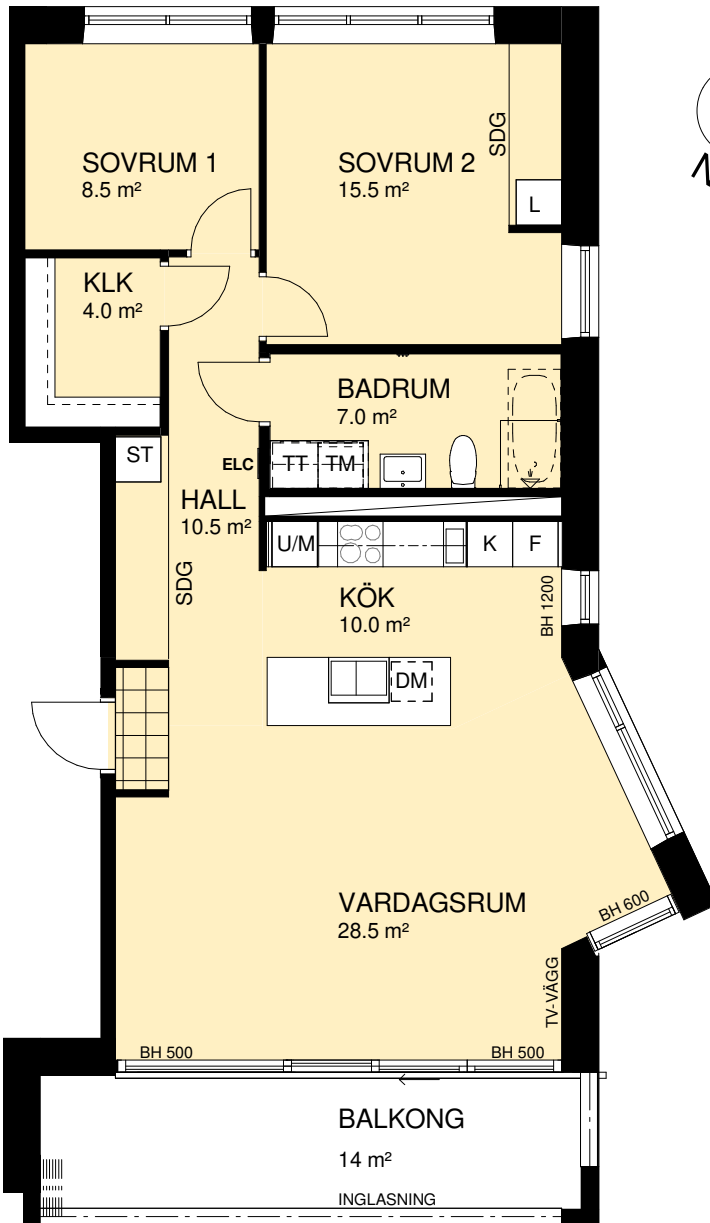 SOVRUM 1
8.5 m²
SOVRUM 2
15.5 m²
SDG
L
KLK
4.0 m²
BADRUM
7.0 m²
ST
ELC
TT
TM
HALL
10.5 m²
SDG
U/M
K
F
KÖK
10.0 m²
BH 1200
DM
VARDAGSRUM
28.5 m²
BH 600
TV-VÄGG
BH 500
BH 500
BALKONG
14 m²
INGLASNING